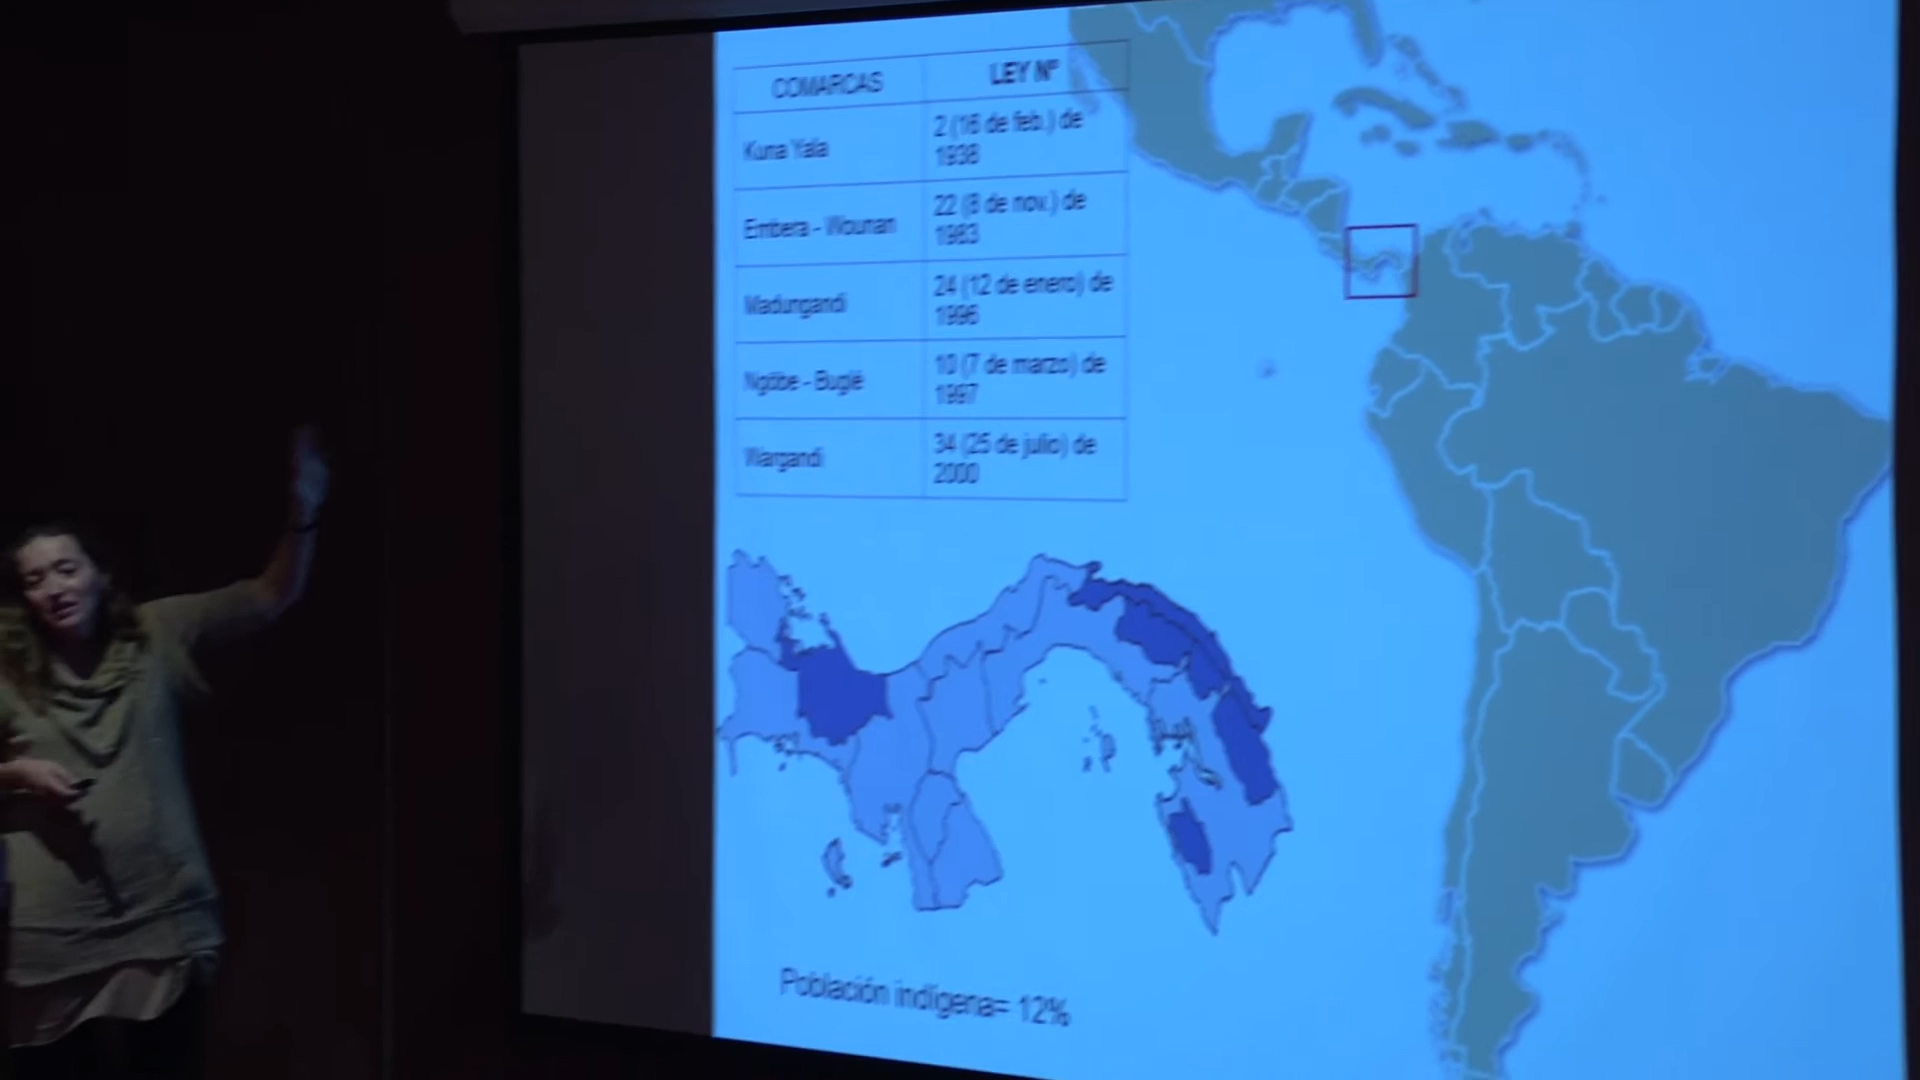 COMARCAS LEY Nº
Kuna Yala 2 (16 de feb.) de
1938
Embera - Wounan 22 (8 de nov.) de
1983
Madungandi 24 (12 de enero) de
1996
Ngöbe - Buglé 10 (7 de marzo) de
1997
Wargandi 34 (25 de julio) de
2000
Población indígena= 12%